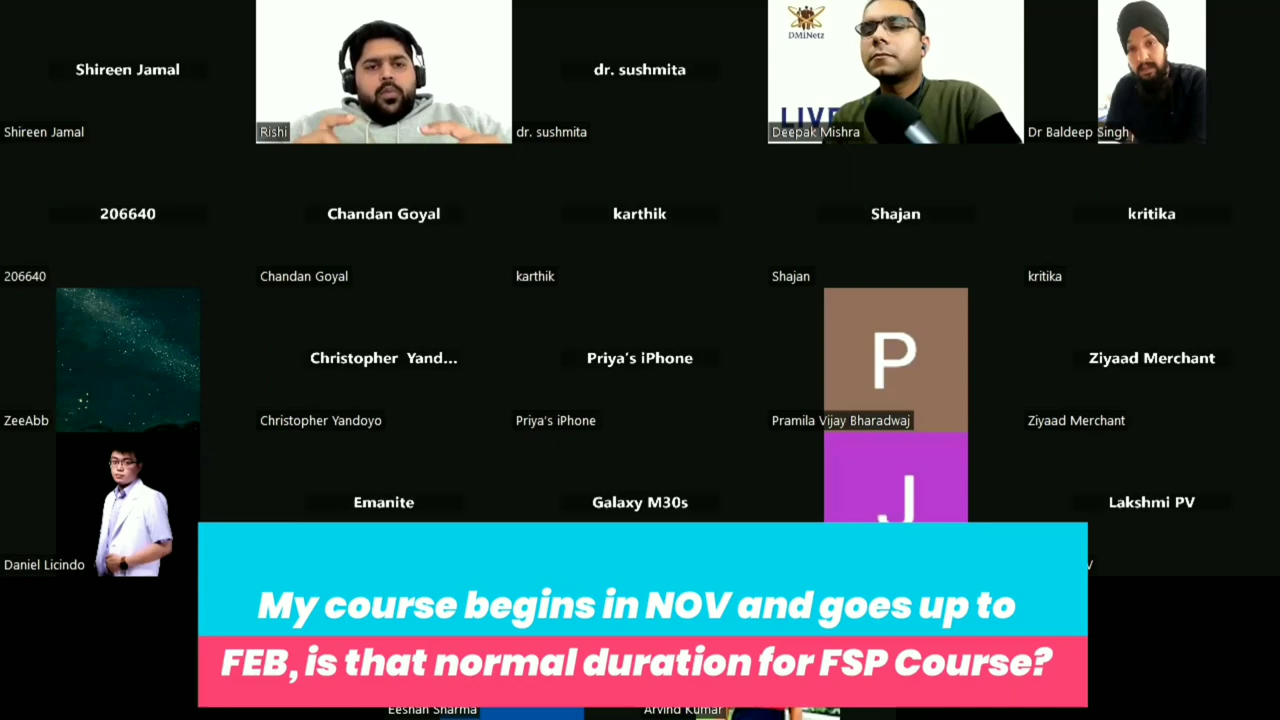 Shireen Jamal
dr. sushmita
DMiNetz
LIVE
Shireen Jamal
Rishi
dr. sushmita
Deepak Mishra
Dr Baldeep Singh
206640
Chandan Goyal
karthik
Shajan
kritika
206640
Chandan Goyal
karthik
Shajan
kritika
Christopher Yand...
Priya's iPhone
P
Ziyaad Merchant
ZeeAbb
Christopher Yandoyo
Priya's iPhone
Pramila Vijay Bharadwaj
Ziyaad Merchant
Emanite
Galaxy M30s
J
Lakshmi PV
Daniel Licindo
V
My course begins in NOV and goes up to
FEB, is that normal duration for FSP Course?
Eeshan Sharma
Arvind Kumar